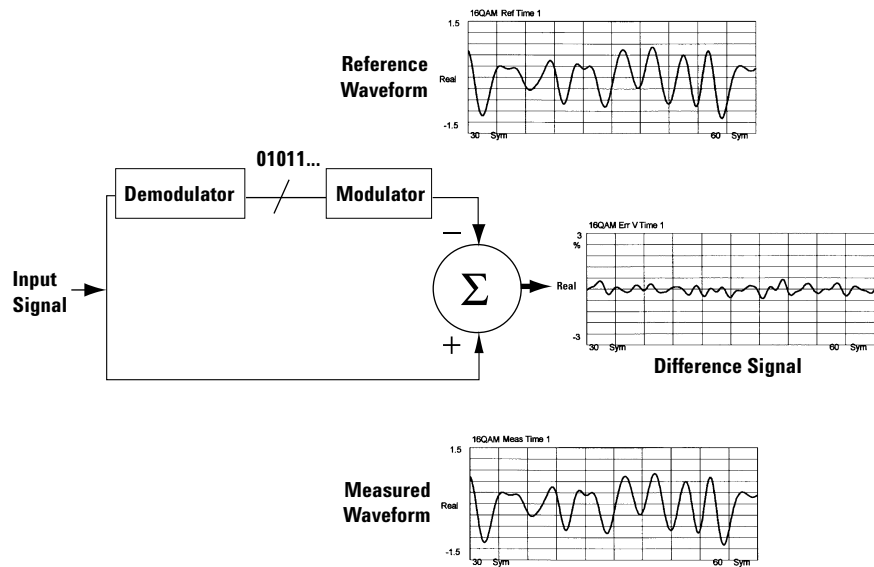 16QAM Ref Time 1
1.5
Reference
Waveform
Real
-1.5
30 Sym
60 Sym
01011...
Demodulator
Modulator
−
16QAM Err V Time 1
3
%
Input
Signal
Σ
Real
+
-3
30 Sym
60 Sym
Difference Signal
16QAM Meas Time 1
1.5
Measured
Waveform
Real
-1.5
30 Sym
60 Sym